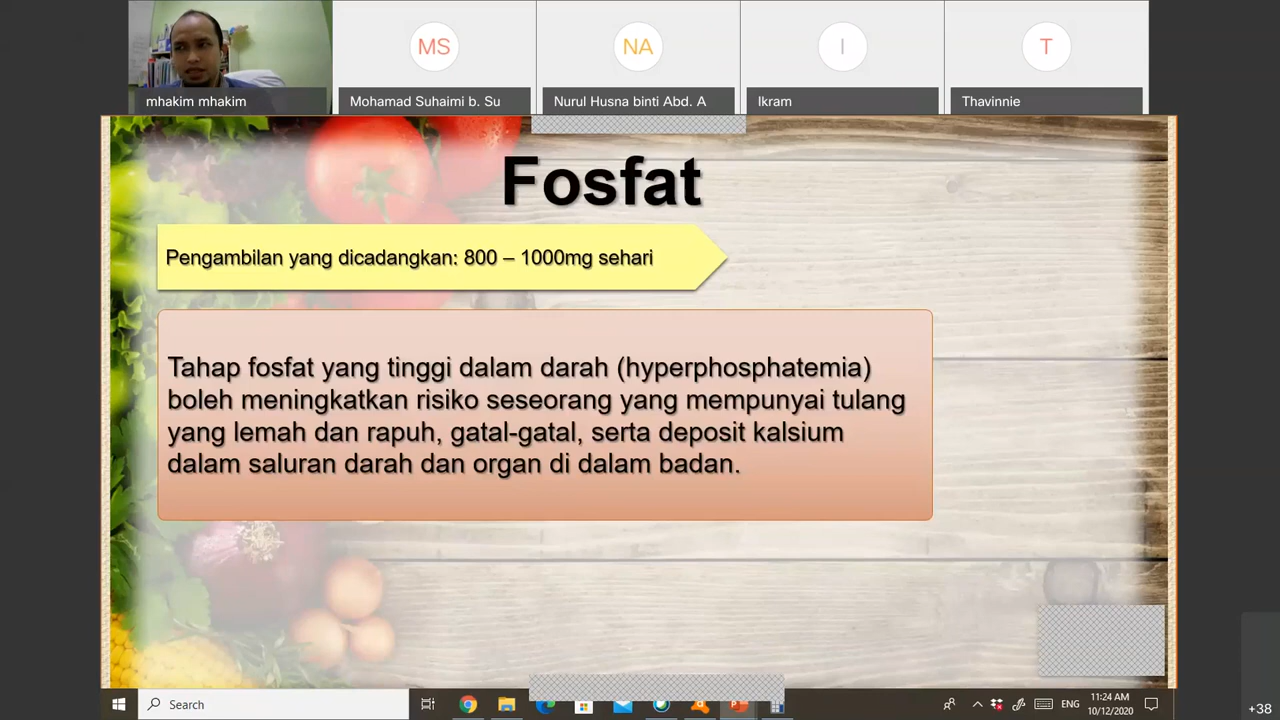 MS
NA
I
T
mhakim mhakim
Mohamad Suhaimi b. Su
Nurul Husna binti Abd. A
Ikram
Thavinnie
Fosfat
Pengambilan yang dicadangkan: 800 – 1000mg sehari
Tahap fosfat yang tinggi dalam darah (hyperphosphatemia)
boleh meningkatkan risiko seseorang yang mempunyai tulang
yang lemah dan rapuh, gatal-gatal, serta deposit kalsium
dalam saluran darah dan organ di dalam badan.
Search
ENG
11:24 AM
10/12/2020
+38